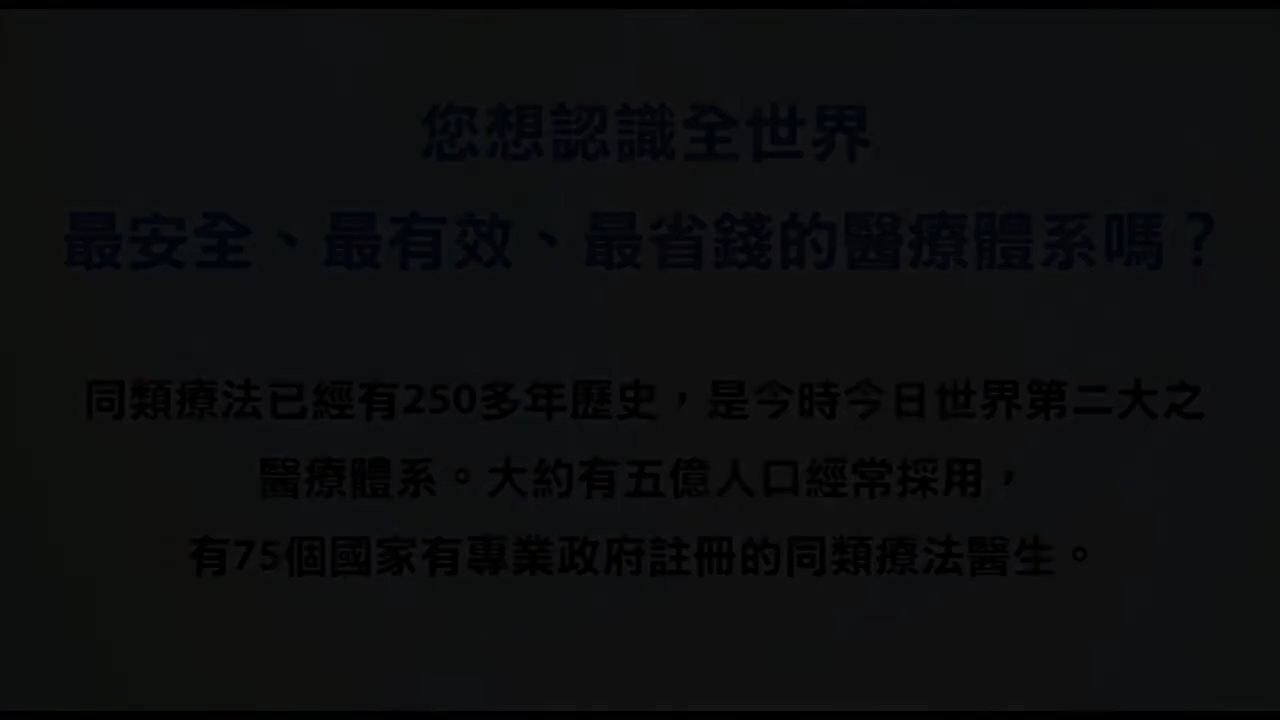 您想認識全世界
最安全、最有效、最省錢的醫療體系嗎？
同類療法已經有250多年歷史，是今時今日世界第二大之
醫療體系。大約有五億人口經常採用，
有75個國家有專業政府註冊的同類療法醫生。